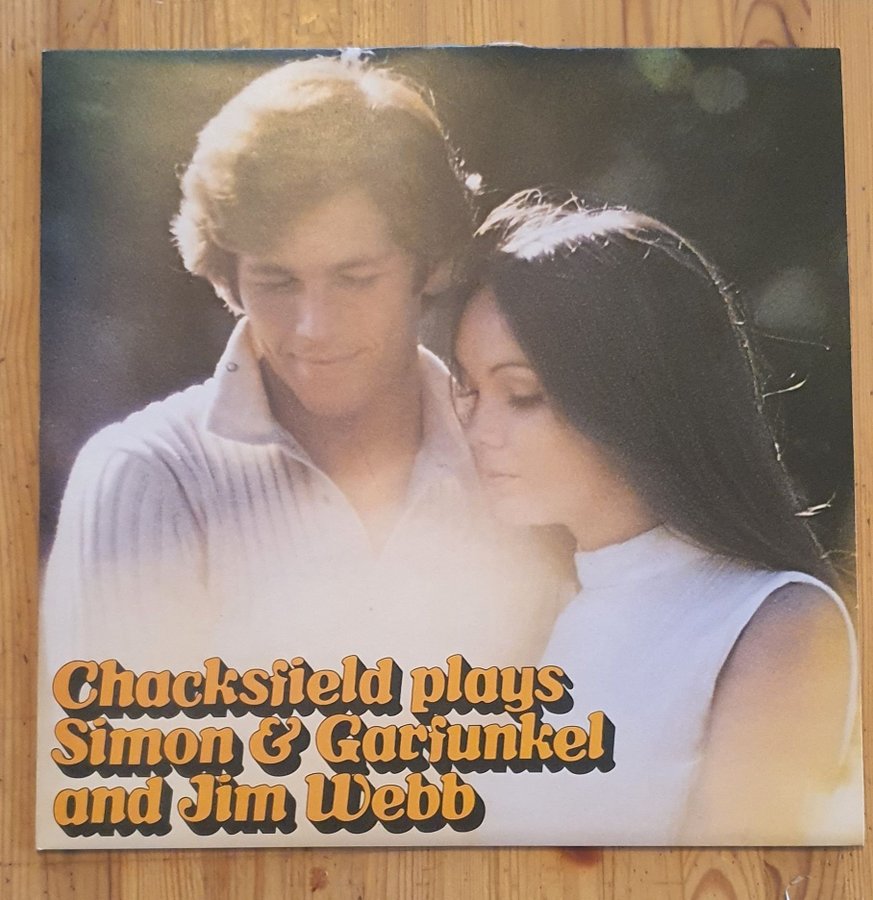 Chacksfield plays
Simon & Garfunkel
and Jim Webb